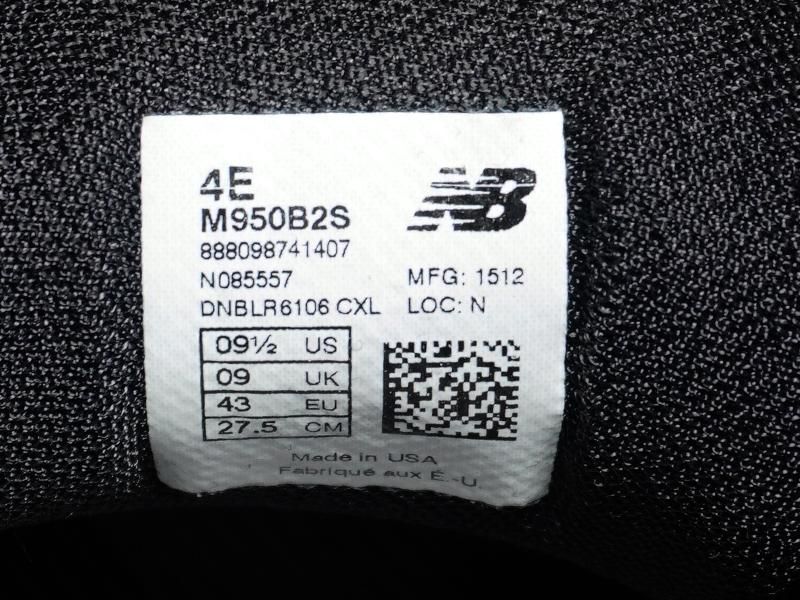 4E
NB
M950B2S
888098741407
N085557 MFG: 1512
DNBLR6106 CXL LOC: N
09½ US
09 UK
43 EU
27.5 CM
Made in USA
Fabriqué aux É.-U.